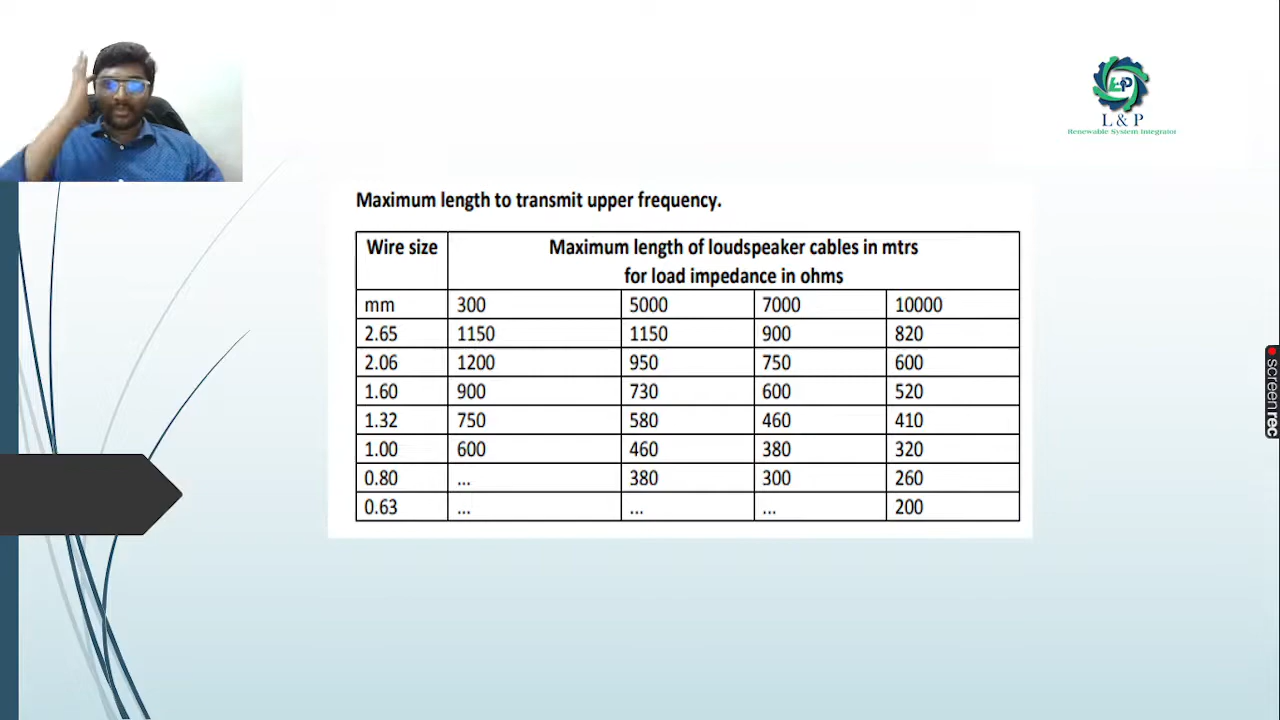 L&P
L & P
Renewable System Integrator
Maximum length to transmit upper frequency.
Wire size Maximum length of loudspeaker cables in mtrs
for load impedance in ohms
mm 300 5000 7000 10000
2.65 1150 1150 900 820
2.06 1200 950 750 600
1.60 900 730 600 520
1.32 750 580 460 410
1.00 600 460 380 320
0.80 ... 380 300 260
0.63 ... ... ... 200
screenrec